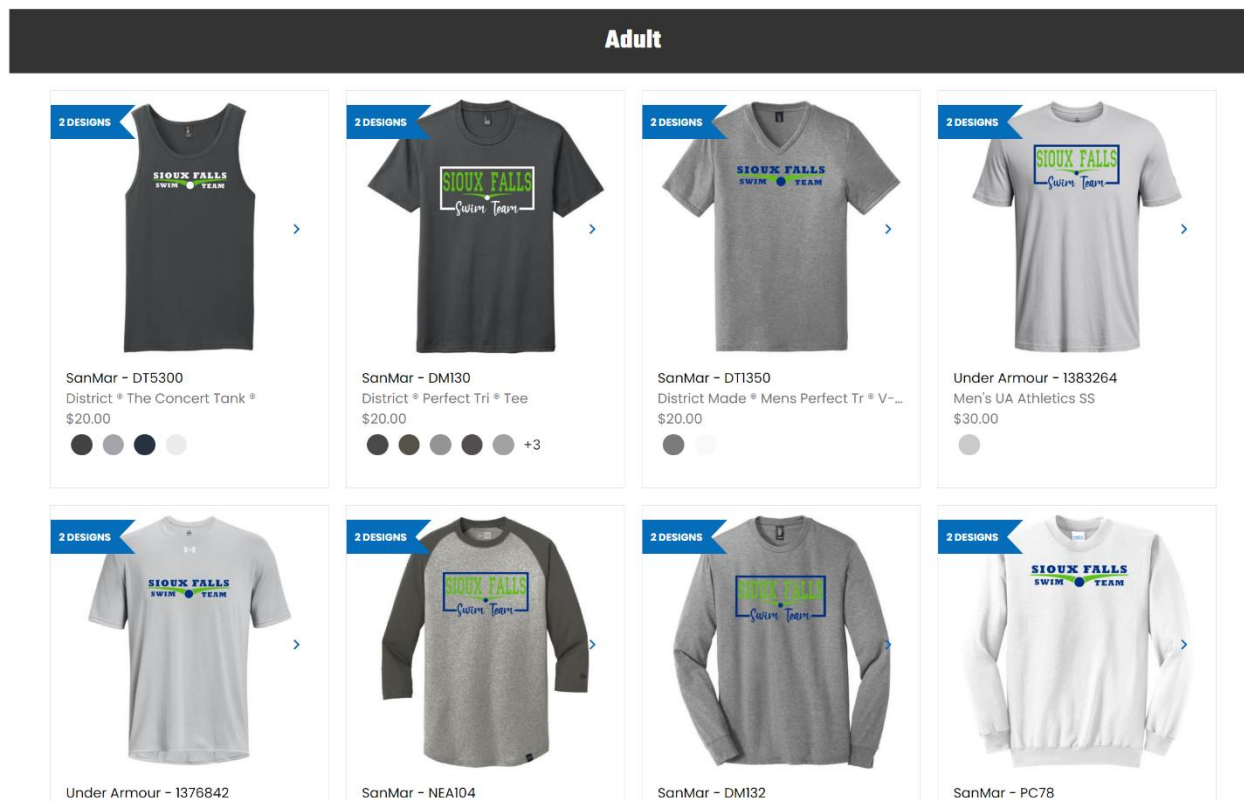 Adult
2 DESIGNS
SIOUX FALLS
SWIM TEAM
2 DESIGNS
SIOUX FALLS
Swim Team
2 DESIGNS
SIOUX FALLS
SWIM TEAM
2 DESIGNS
SIOUX FALLS
Swim Team
SanMar - DT5300
District ® The Concert Tank ®
$20.00
SanMar - DM130
District ® Perfect Tri ® Tee
$20.00
+3
SanMar - DT1350
District Made ® Mens Perfect Tr ® V-...
$20.00
Under Armour - 1383264
Men's UA Athletics SS
$30.00
2 DESIGNS
SIOUX FALLS
SWIM TEAM
2 DESIGNS
SIOUX FALLS
Swim Team
2 DESIGNS
SIOUX FALLS
Swim Team
2 DESIGNS
SIOUX FALLS
SWIM TEAM
Under Armour - 1376842
SanMar - NEA104
SanMar - DM132
SanMar - PC78